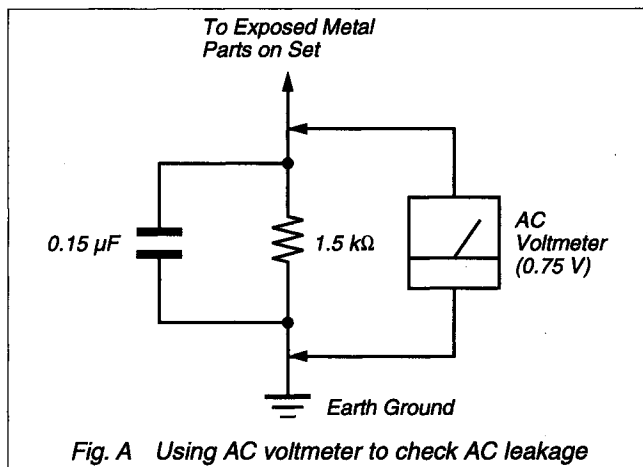 To Exposed Metal
Parts on Set
0.15 µF
1.5 kΩ
AC
Voltmeter
(0.75 V)
Earth Ground
Fig. A Using AC voltmeter to check AC leakage